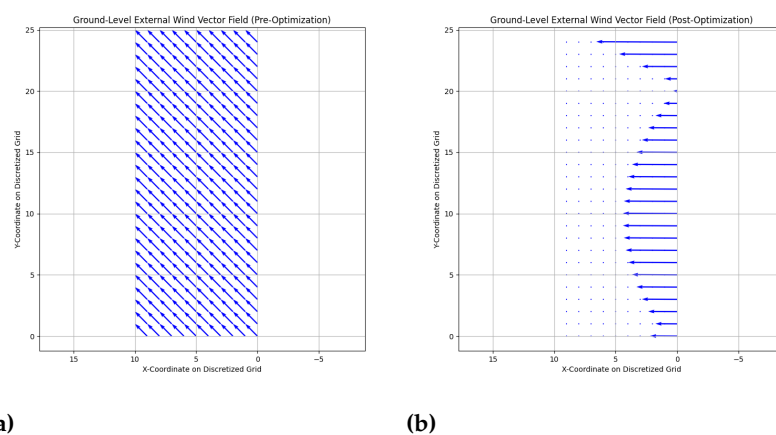 Ground-Level External Wind Vector Field (Pre-Optimization)
25
20
15
10
5
0
Y-Coordinate on Discretized Grid
15 10 5 0 −5
X-Coordinate on Discretized Grid
a)
Ground-Level External Wind Vector Field (Post-Optimization)
25
20
15
10
5
0
Y-Coordinate on Discretized Grid
15 10 5 0 −5
X-Coordinate on Discretized Grid
(b)